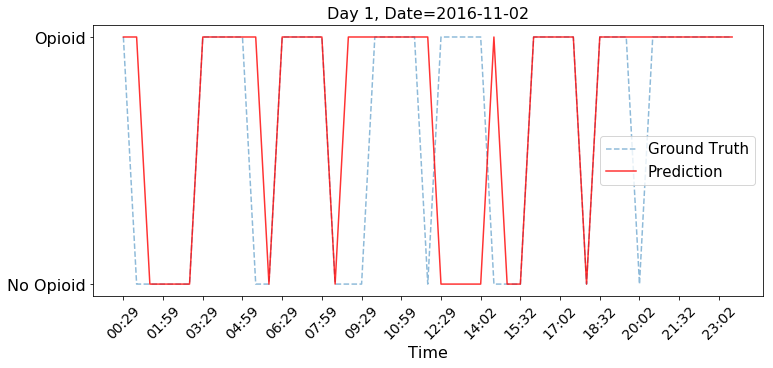 Day 1, Date=2016-11-02
Opioid
Ground Truth
Prediction
No Opioid
00:29 01:59 03:29 04:59 06:29 07:59 09:29 10:59 12:29 14:02 15:32 17:02 18:32 20:02 21:32 23:02
Time